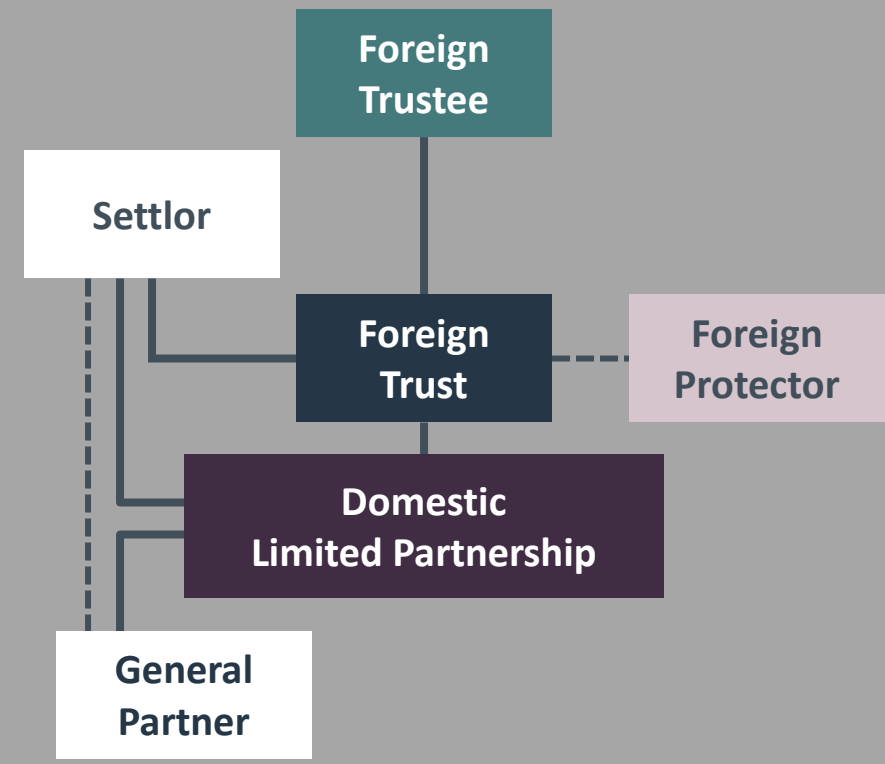 Foreign
Trustee
Settlor
Foreign
Trust
Foreign
Protector
Domestic
Limited Partnership
General
Partner